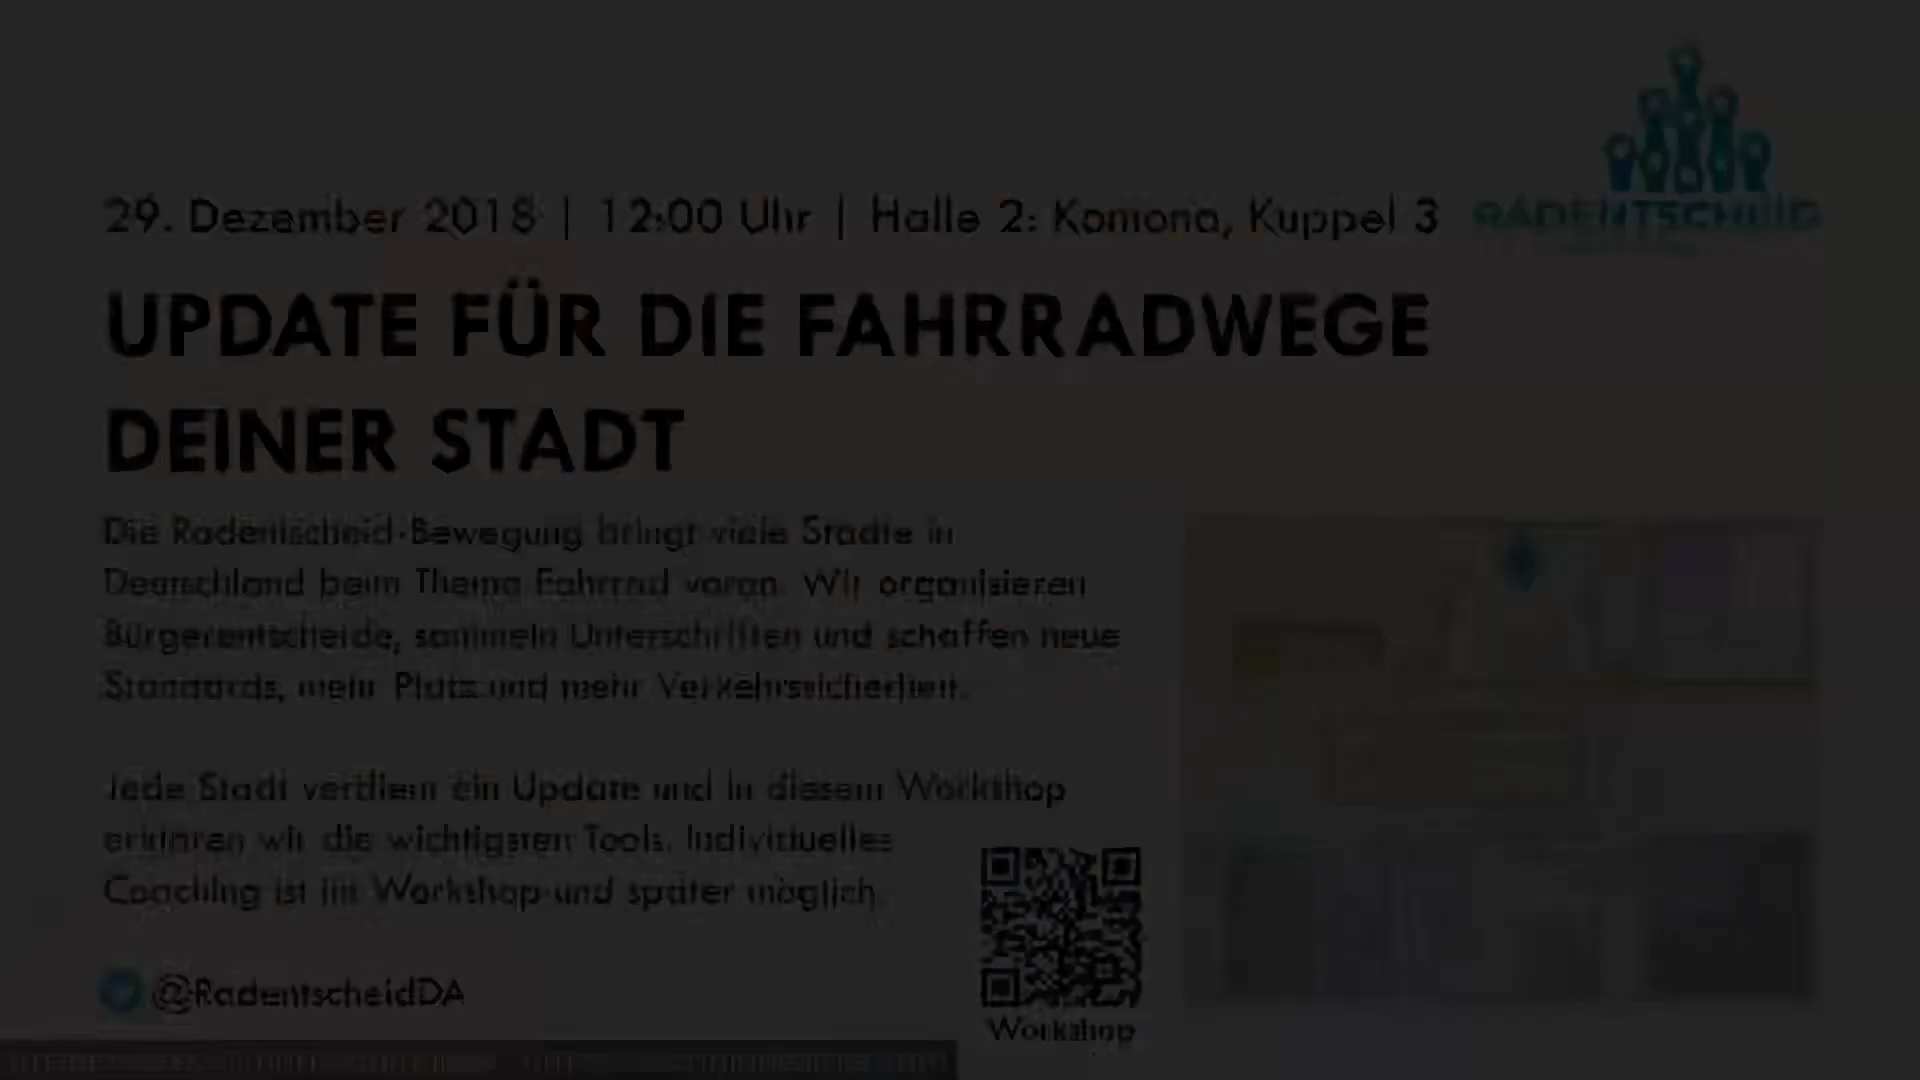 29. Dezember 2018 | 12:00 Uhr | Halle 2: Komona, Kuppel 3
RADENTSCHEID
UPDATE FÜR DIE FAHRRADWEGE
DEINER STADT
Die Radentscheid-Bewegung bringt viele Städte in
Deutschland beim Thema Fahrrad voran. Wir organisieren
Bürgerentscheide, sammeln Unterschriften und schaffen neue
Standards, mehr Platz und mehr Verkehrssicherheit.
Jede Stadt verdient ein Update und in diesem Workshop
erklären wir die wichtigsten Tools. Individuelles
Coaching ist im Workshop und später möglich.
@RadentscheidDA
Workshop